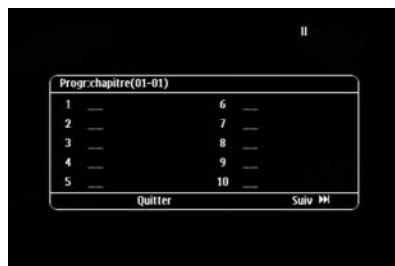 Progr:chapitre(01-01)
1 __ 6 __
2 __ 7 __
3 __ 8 __
4 __ 9 __
5 __ 10 __
Quitter Suiv